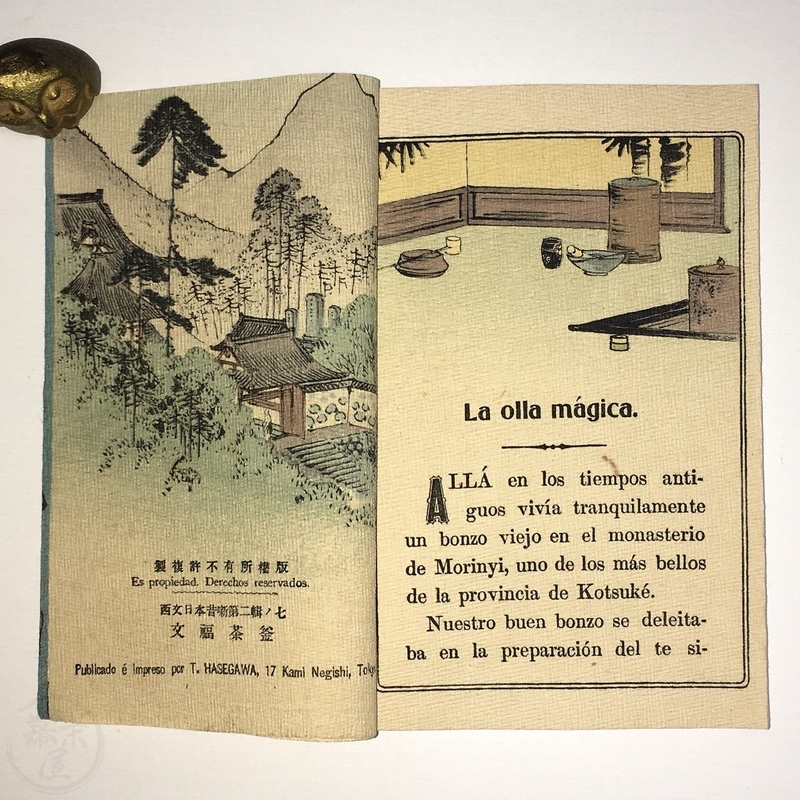 製複許不有所權版
Es propiedad. Derechos reservados.
西文日本昔噺第二輯ノ七
文福茶釜
Publicado é impreso por T. HASEGAWA, 17 Kami Negishi,
La olla mágica.
ALLÁ en los tiempos anti-
guos vivía tranquilamente
un bonzo viejo en el monasterio
de Morinyi, uno de los más bellos
de la provincia de Kotsuké.
Nuestro buen bonzo se deleita-
ba en la preparación del te si-